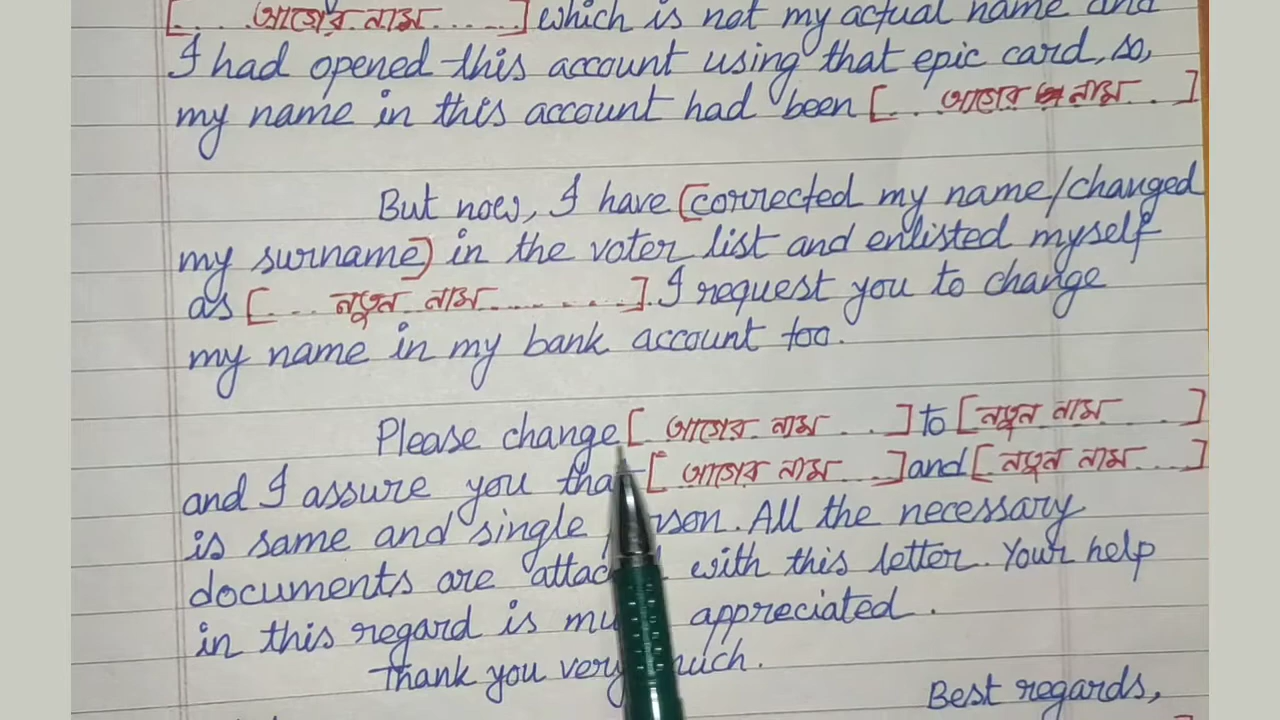 [. . আগের নাম . . . . .] which is not my actual name and
I had opened this account using that epic card, so,
my name in this account had been [. . . আগের নাম . . ]
But now, I have [corrected my name/changed
my surname] in the voter list and enlisted myself
as [. . . নতুন নাম . . . . . . .]. I request you to change
my name in my bank account too.
Please change [ আগের নাম . . . ] to [নতুন নাম . . . . ]
and I assure you that [ আগের নাম . . . ] and [ নতুন নাম . . . ]
is same and single person. All the necessary
documents are attached with this letter. Your help
in this regard is much appreciated.
Thank you very much.
Best regards,